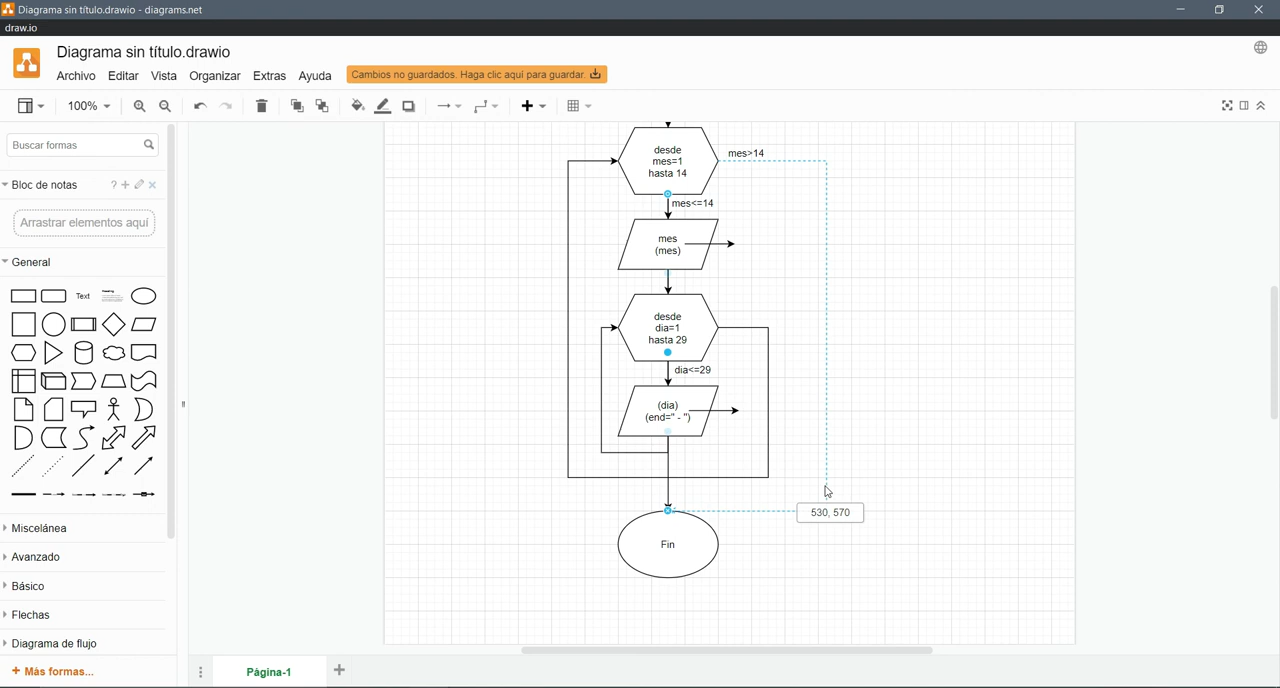 Diagrama sin título.drawio - diagrams.net
draw.io
Diagrama sin título.drawio
Archivo Editar Vista Organizar Extras Ayuda
Cambios no guardados. Haga clic aquí para guardar.
100%
Buscar formas
Bloc de notas
?
Arrastrar elementos aquí
General
Text
Heading
Misceláneа
Avanzado
Básico
Flechas
Diagrama de flujo
+ Más formas...
desde
mes=1
hasta 14
mes>14
mes<=14
mes
(mes)
desde
dia=1
hasta 29
dia<=29
(dia)
(end=" - ")
530, 570
Fin
Página-1